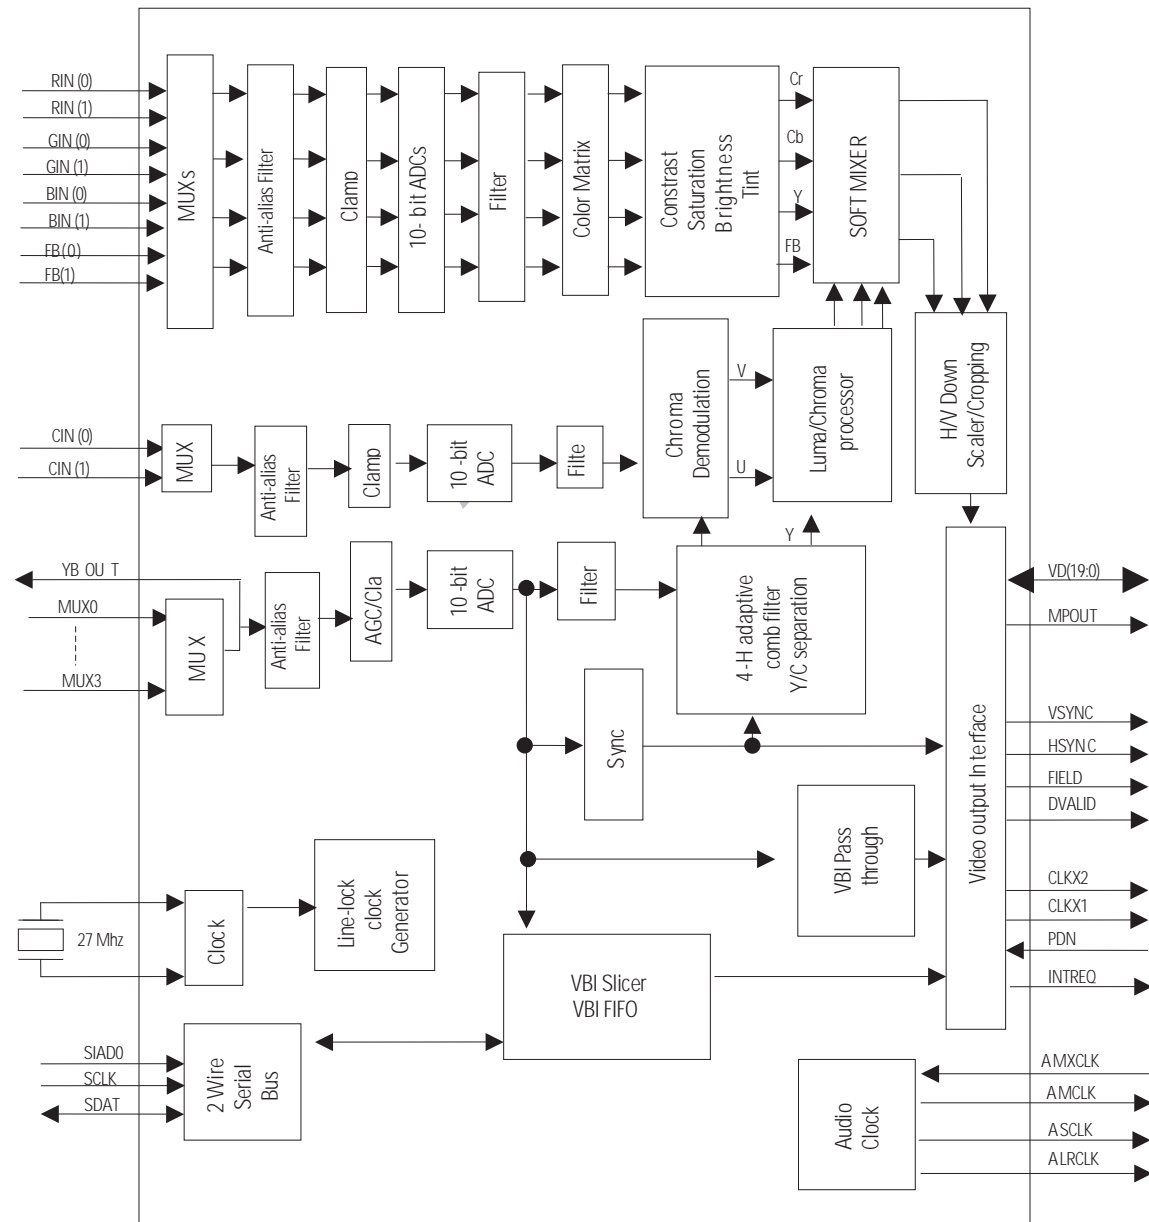 RIN (0)
RIN (1)
GIN (0)
GIN (1)
BIN (0)
BIN (1)
FB (0)
FB(1)
MUXs
Anti-alias Filter
Clamp
10- bit ADCs
Filter
Color Matrix
Constrast
Saturation
Brightness
Tint
Cr
Cb
Y
FB
SOFT MIXER
H/V Down
Scaler/Cropping
CIN (0)
CIN (1)
MUX
Anti-alias
Filter
Clamp
10 -bit
ADC
Filte
Chroma
Demodulation
V
U
Luma/Chroma
processor
YB OU T
MUX0
MUX3
MU X
Anti-alias
Filter
AGC/Cla
10 -bit
ADC
Filter
4 -H adaptive
comb filter
Y/C separation
Y
Sync
VBI Pass
through
Video output Interface
VD(19:0)
MPOUT
VSYNC
HSYNC
FIELD
DVALID
CLKX2
CLKX1
PDN
INTREQ
27 Mhz
Clock
Line-lock
clock
Generator
VBI Slicer
VBI FIFO
SIAD0
SCLK
SDAT
2 Wire
Serial
Bus
Audio
Clock
AMXCLK
AMCLK
ASCLK
ALRCLK